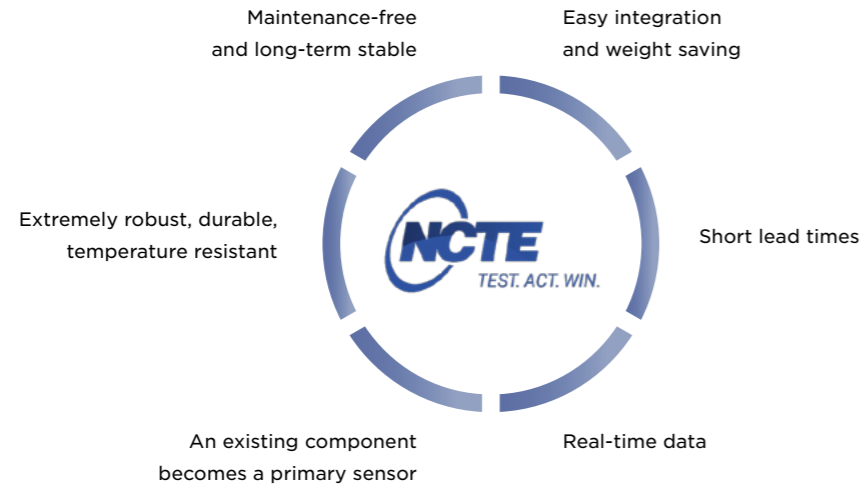 Maintenance-free
and long-term stable
Easy integration
and weight saving
Extremely robust, durable,
temperature resistant
NCTE
TEST. ACT. WIN.
Short lead times
An existing component
becomes a primary sensor
Real-time data